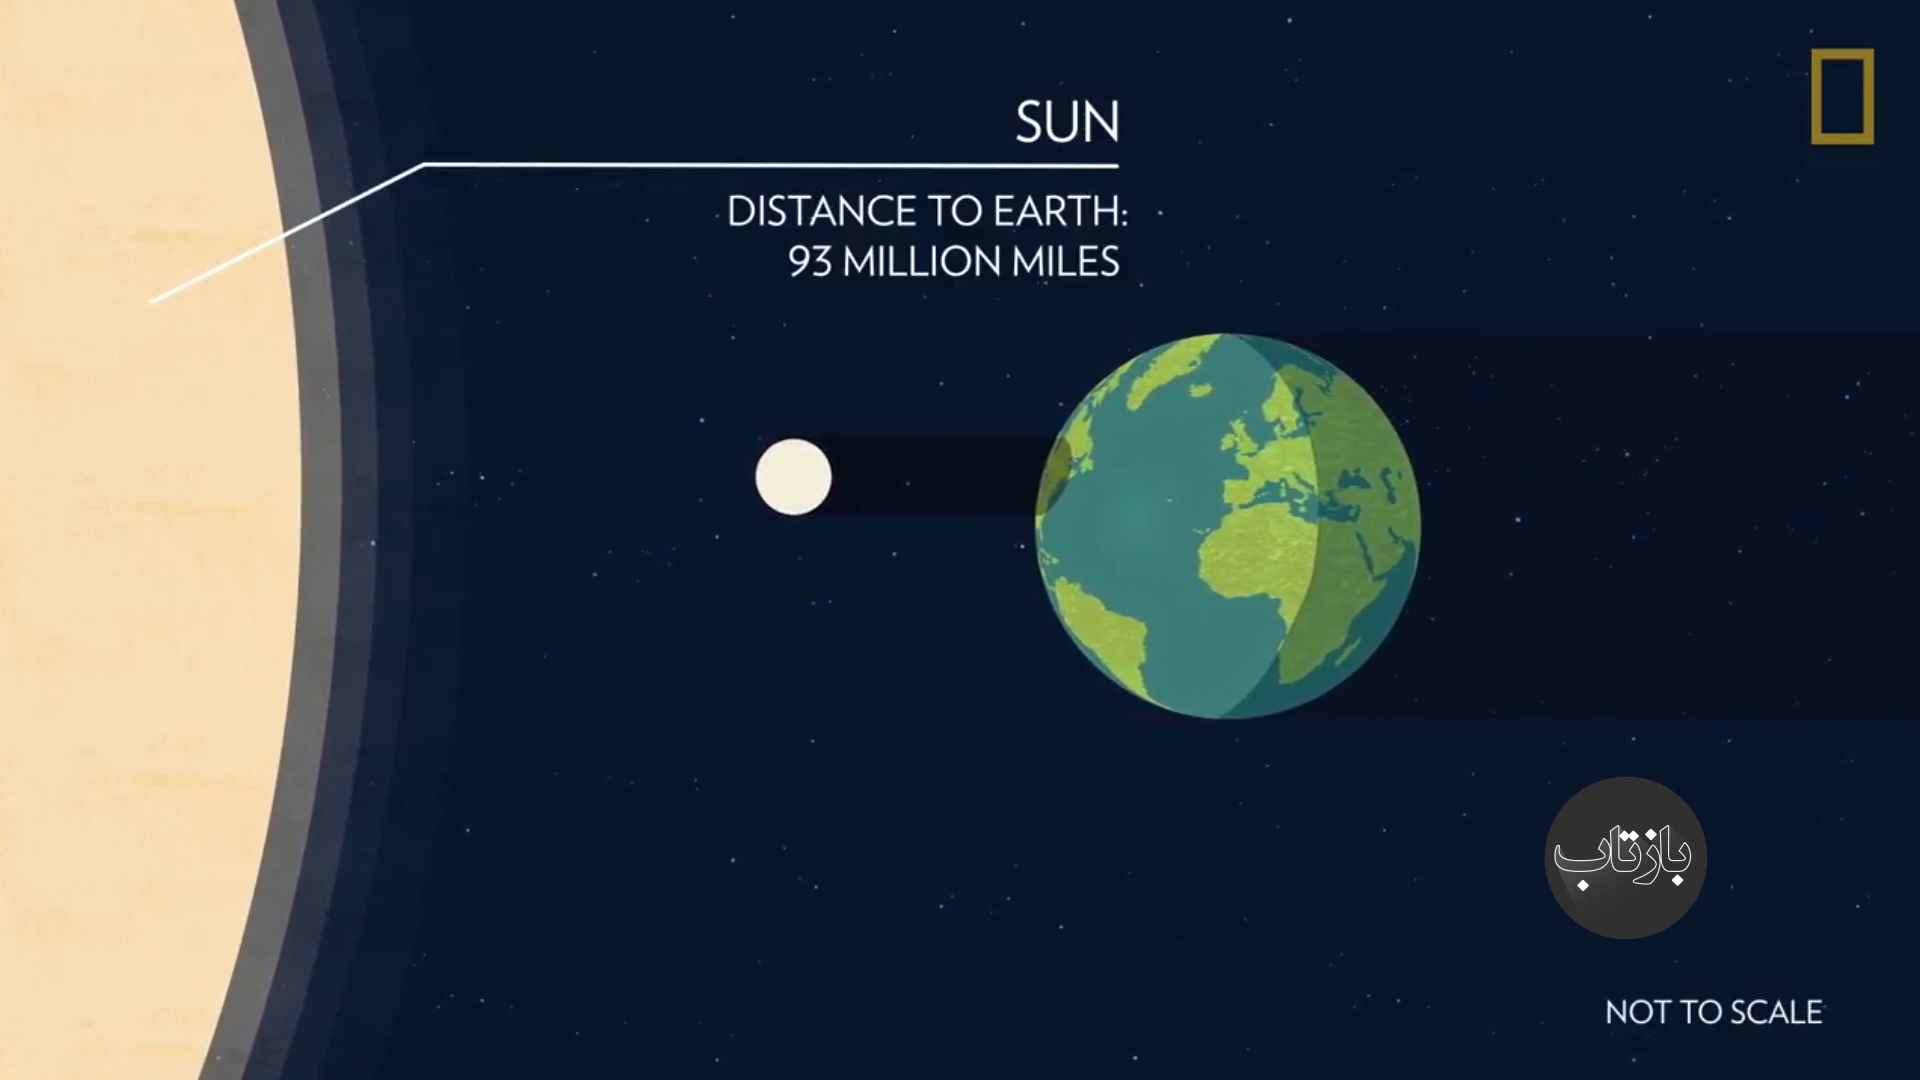 SUN
DISTANCE TO EARTH:
93 MILLION MILES
بازتاب
NOT TO SCALE